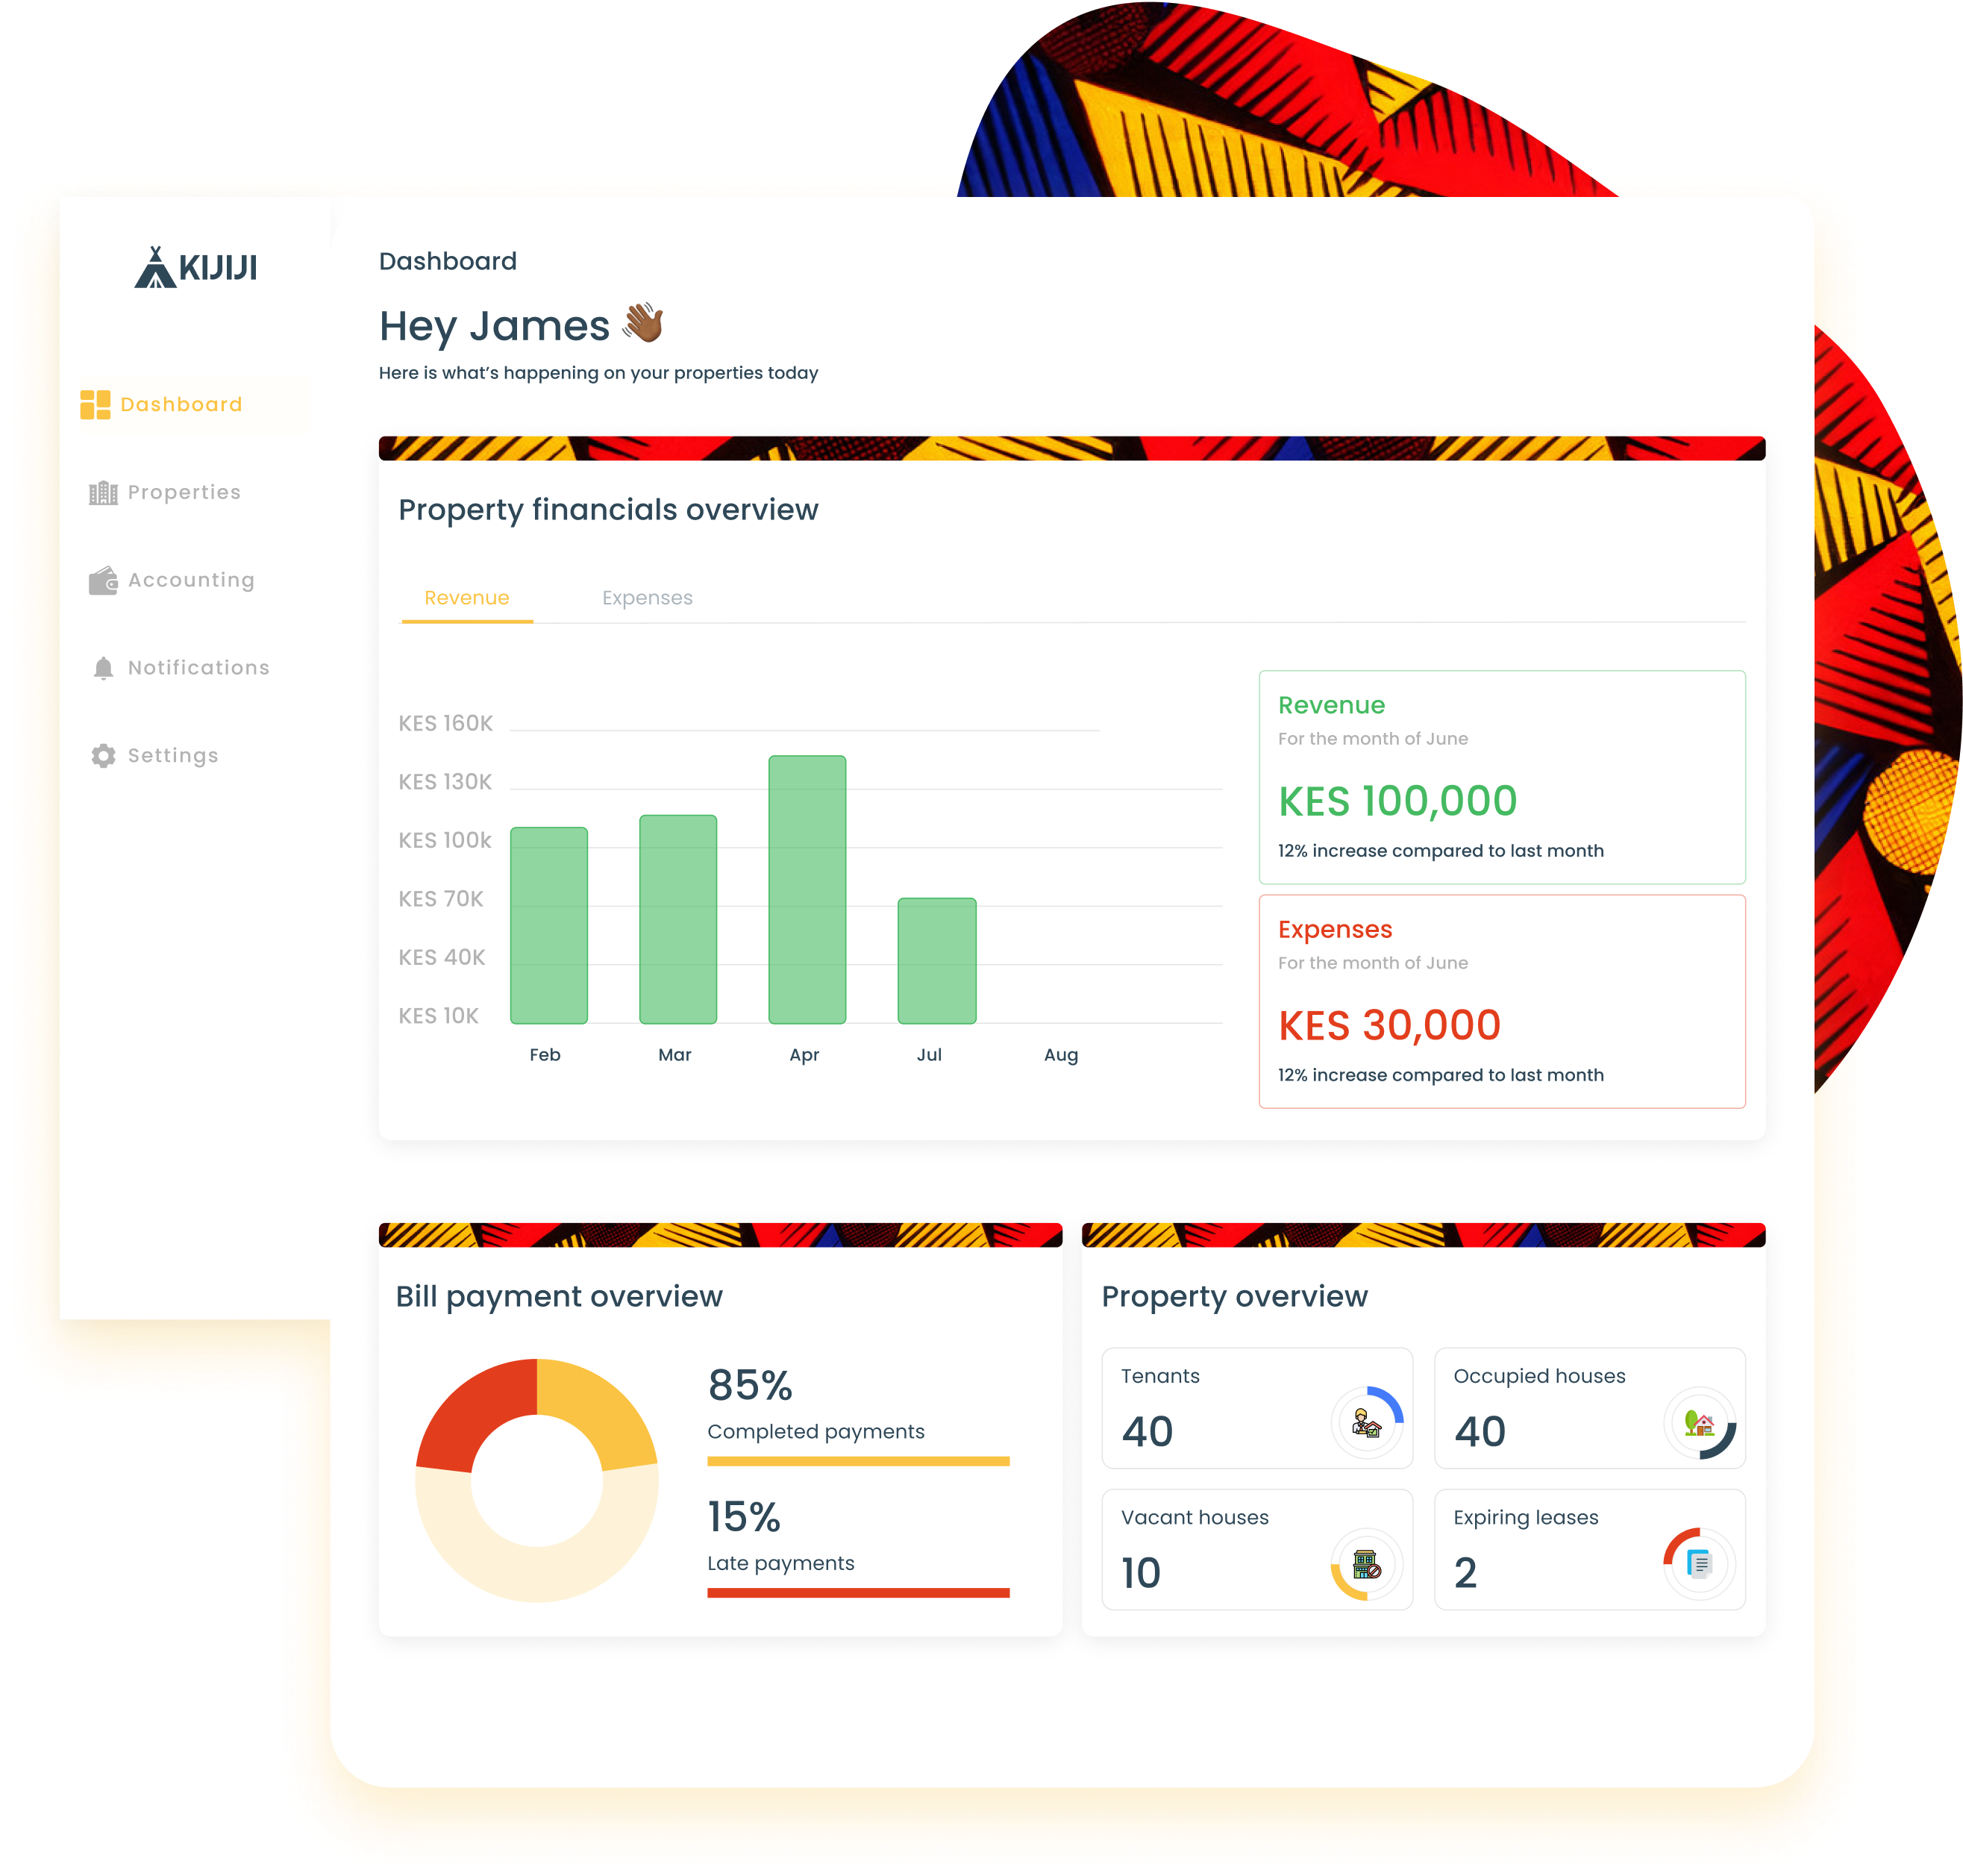 KIJIJI
Dashboard
Properties
Accounting
Notifications
Settings
Dashboard
Hey James 👋🏾
Here is what's happening on your properties today
Property financials overview
Revenue Expenses
KES 160K
KES 130K
KES 100k
KES 70K
KES 40K
KES 10K
Feb Mar Apr Jul Aug
Revenue
For the month of June
KES 100,000
12% increase compared to last month
Expenses
For the month of June
KES 30,000
12% increase compared to last month
Bill payment overview
85%
Completed payments
15%
Late payments
Property overview
Tenants
40
Occupied houses
40
Vacant houses
10
Expiring leases
2